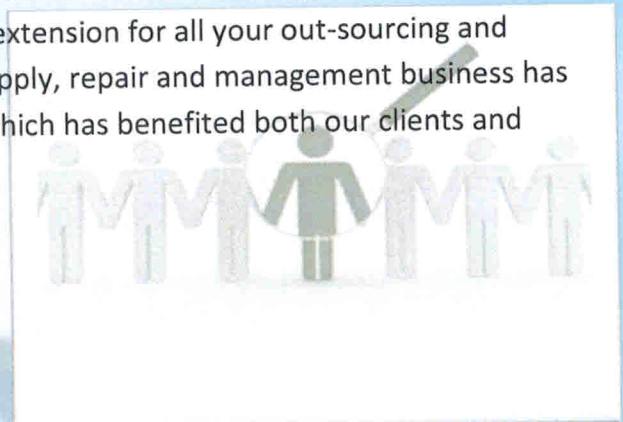 extension for all your out-sourcing and
pply, repair and management business has
hich has benefited both our clients and